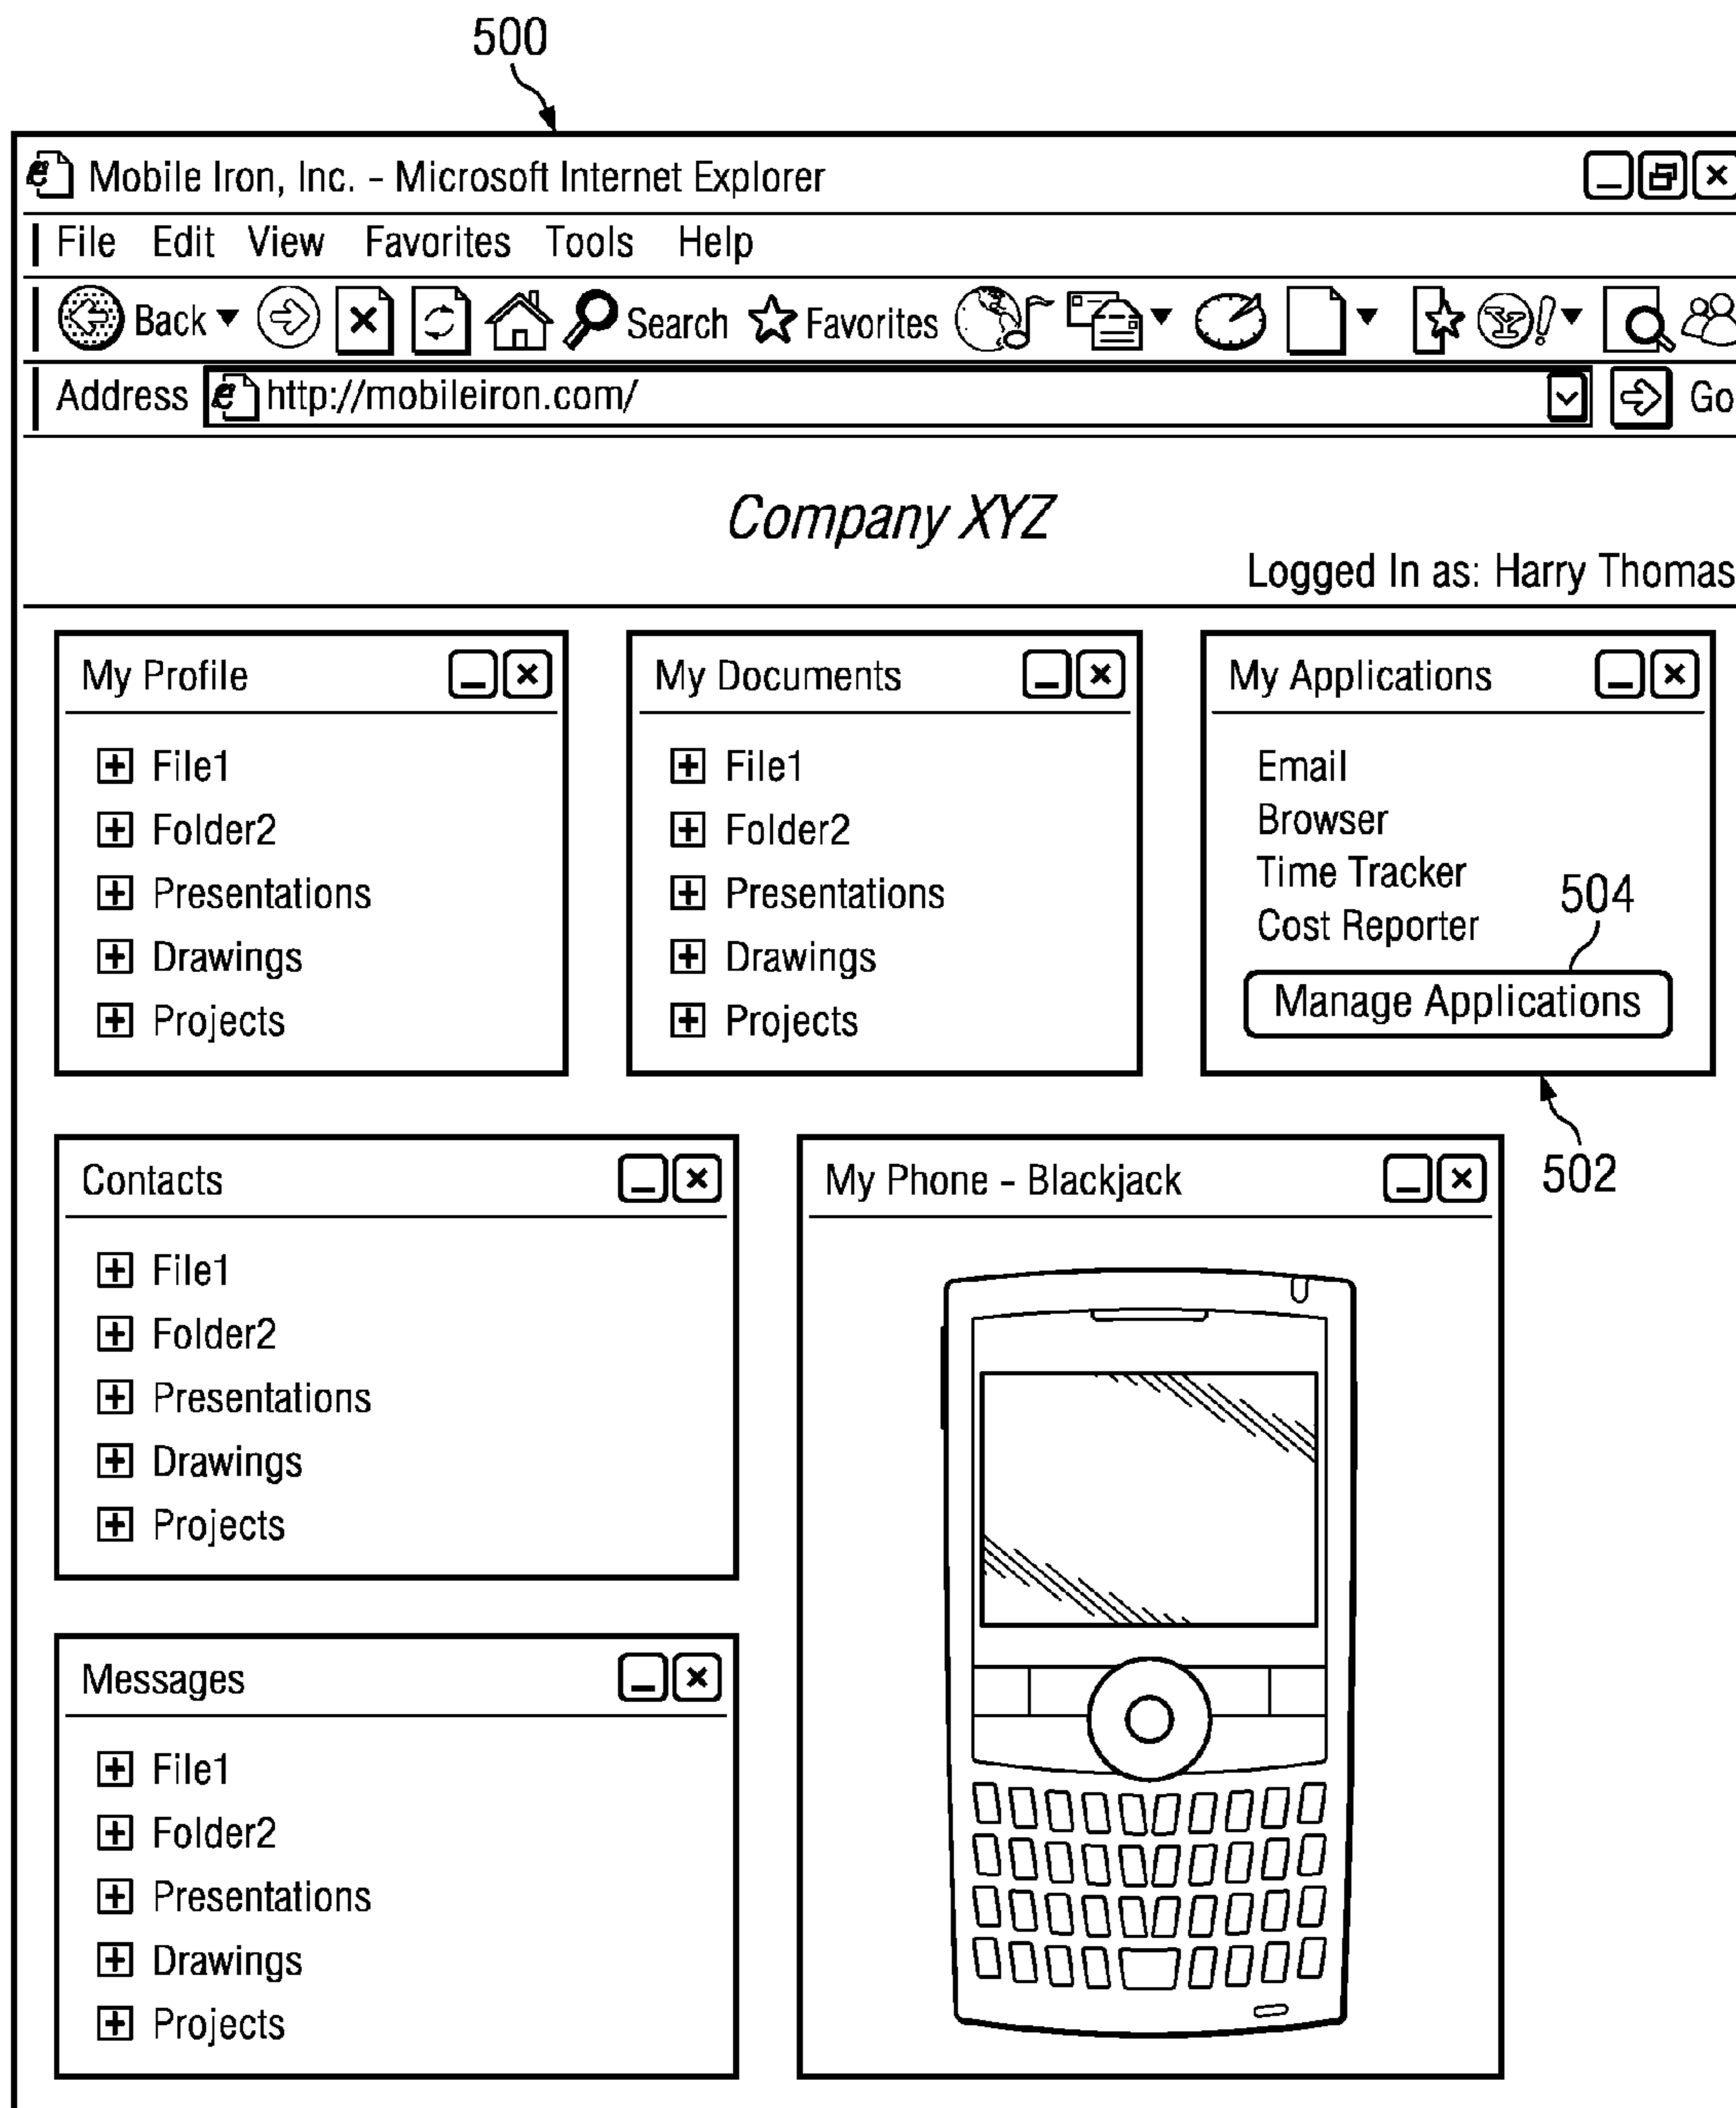 500
Mobile Iron, Inc. - Microsoft Internet Explorer
File Edit View Favorites Tools Help
Back Search Favorites
Address http://mobileiron.com/ Go
Company XYZ
Logged In as: Harry Thomas
My Profile
File1
Folder2
Presentations
Drawings
Projects
My Documents
File1
Folder2
Presentations
Drawings
Projects
My Applications
Email
Browser
Time Tracker
Cost Reporter
504
Manage Applications
502
Contacts
File1
Folder2
Presentations
Drawings
Projects
My Phone - Blackjack
Messages
File1
Folder2
Presentations
Drawings
Projects